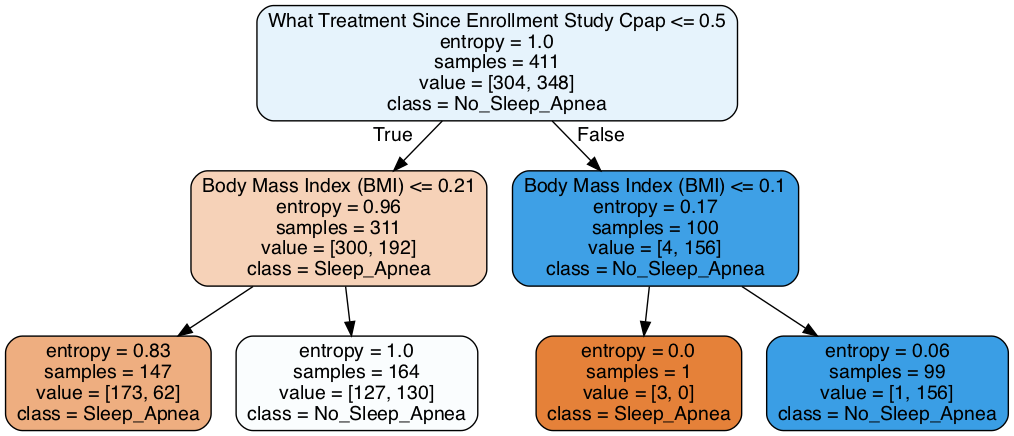 What Treatment Since Enrollment Study Cpap <= 0.5
entropy = 1.0
samples = 411
value = [304, 348]
class = No_Sleep_Apnea
True
False
Body Mass Index (BMI) <= 0.21
entropy = 0.96
samples = 311
value = [300, 192]
class = Sleep_Apnea
Body Mass Index (BMI) <= 0.1
entropy = 0.17
samples = 100
value = [4, 156]
class = No_Sleep_Apnea
entropy = 0.83
samples = 147
value = [173, 62]
class = Sleep_Apnea
entropy = 1.0
samples = 164
value = [127, 130]
class = No_Sleep_Apnea
entropy = 0.0
samples = 1
value = [3, 0]
class = Sleep_Apnea
entropy = 0.06
samples = 99
value = [1, 156]
class = No_Sleep_Apnea